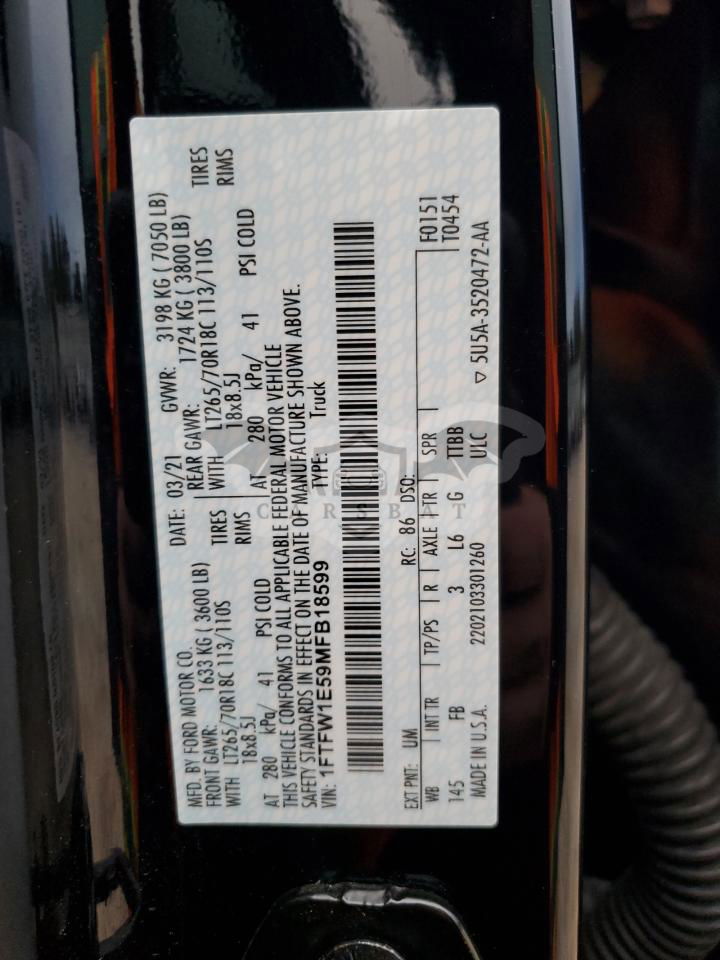 MFD. BY FORD MOTOR CO.
DATE: 03/21 GVWR: 3198 KG ( 7050 LB)
FRONT GAWR: 1633 KG ( 3600 LB) REAR GAWR: 1724 KG ( 3800 LB)
WITH LT265/70R18C 113/110S TIRES WITH LT265/70R18C 113/110S TIRES
18x8.5J RIMS 18x8.5J RIMS
AT 280 kPa/ 41 PSI COLD AT 280 kPa/ 41 PSI COLD
THIS VEHICLE CONFORMS TO ALL APPLICABLE FEDERAL MOTOR VEHICLE
SAFETY STANDARDS IN EFFECT ON THE DATE OF MANUFACTURE SHOWN ABOVE.
VIN: 1FTFW1E59MFB18599 TYPE: Truck
EXT PNT: UM RC: 86 DSO: F0151
WB INT TR TP/PS R AXLE TR SPR T0454
145 FB 3 L6 G TTBB
MADE IN U.S.A. 2202103301260 ULC 5U5A-3520472-AA
CARSBAT